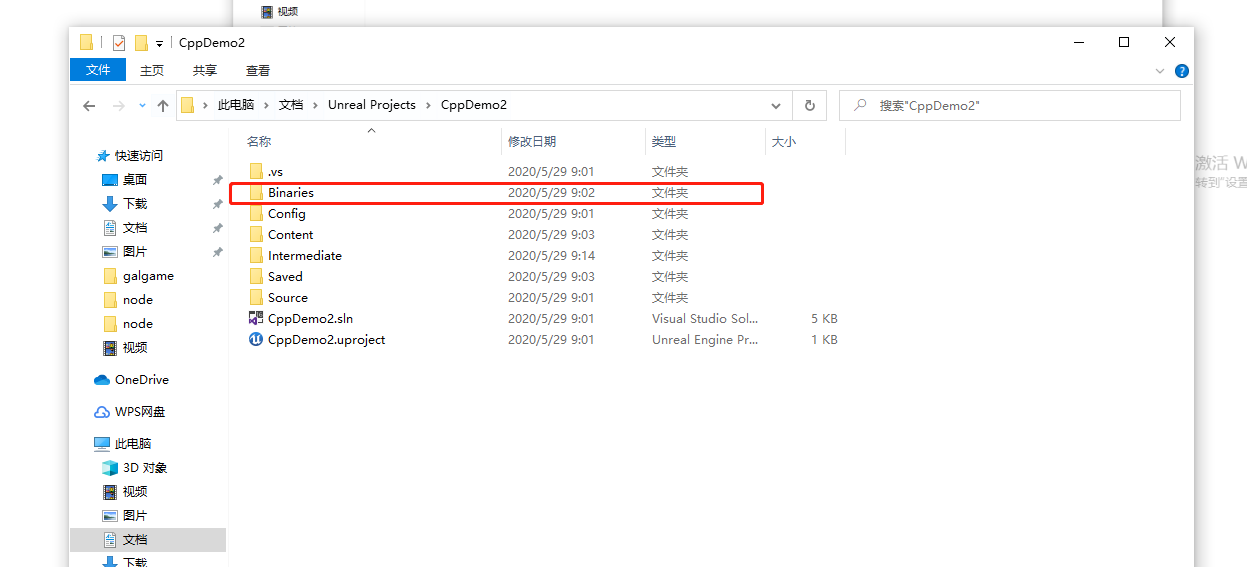 视频
CppDemo2
文件 主页 共享 查看
此电脑 文档 Unreal Projects CppDemo2 搜索"CppDemo2"
名称 修改日期 类型 大小
快速访问
桌面
下载
文档
图片
galgame
node
node
视频
OneDrive
WPS网盘
此电脑
3D 对象
视频
图片
文档
下载
.vs 2020/5/29 9:01 文件夹
Binaries 2020/5/29 9:02 文件夹
Config 2020/5/29 9:01 文件夹
Content 2020/5/29 9:03 文件夹
Intermediate 2020/5/29 9:14 文件夹
Saved 2020/5/29 9:03 文件夹
Source 2020/5/29 9:01 文件夹
CppDemo2.sln 2020/5/29 9:01 Visual Studio Sol... 5 KB
CppDemo2.uproject 2020/5/29 9:01 Unreal Engine Pr... 1 KB
激活 W
转到"设置